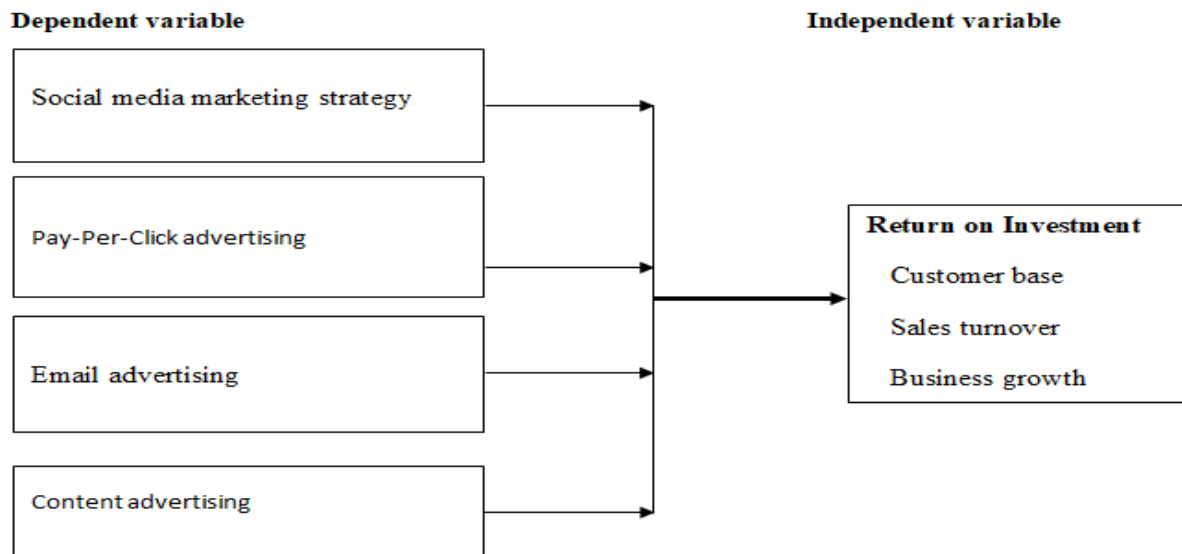 Dependent variable
Independent variable
Social media marketing strategy
Pay-Per-Click advertising
Email advertising
Content advertising
Return on Investment
Customer base
Sales turnover
Business growth